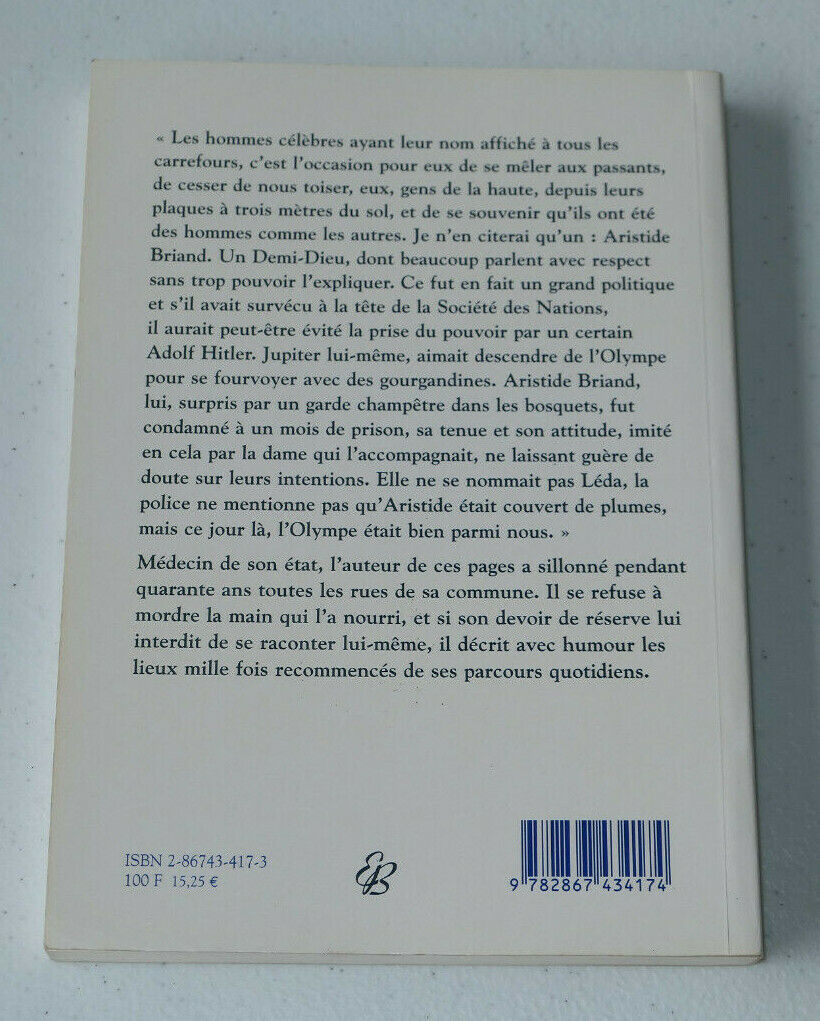 « Les hommes célèbres ayant leur nom affiché à tous les
carrefours, c'est l'occasion pour eux de se mêler aux passants,
de cesser de nous toiser, eux, gens de la haute, depuis leurs
plaques à trois mètres du sol, et de se souvenir qu'ils ont été
des hommes comme les autres. Je n'en citerai qu'un : Aristide
Briand. Un Demi-Dieu, dont beaucoup parlent avec respect
sans trop pouvoir l'expliquer. Ce fut en fait un grand politique
et s'il avait survécu à la tête de la Société des Nations,
il aurait peut-être évité la prise du pouvoir par un certain
Adolf Hitler. Jupiter lui-même, aimait descendre de l'Olympe
pour se fourvoyer avec des gourgandines. Aristide Briand,
lui, surpris par un garde champêtre dans les bosquets, fut
condamné à un mois de prison, sa tenue et son attitude, imité
en cela par la dame qui l'accompagnait, ne laissant guère de
doute sur leurs intentions. Elle ne se nommait pas Léda, la
police ne mentionne pas qu'Aristide était couvert de plumes,
mais ce jour là, l'Olympe était bien parmi nous. »
Médecin de son état, l'auteur de ces pages a sillonné pendant
quarante ans toutes les rues de sa commune. Il se refuse à
mordre la main qui l'a nourri, et si son devoir de réserve lui
interdit de se raconter lui-même, il décrit avec humour les
lieux mille fois recommencés de ses parcours quotidiens.
ISBN 2-86743-417-3
100 F 15,25 €
EB
9 782867 434174